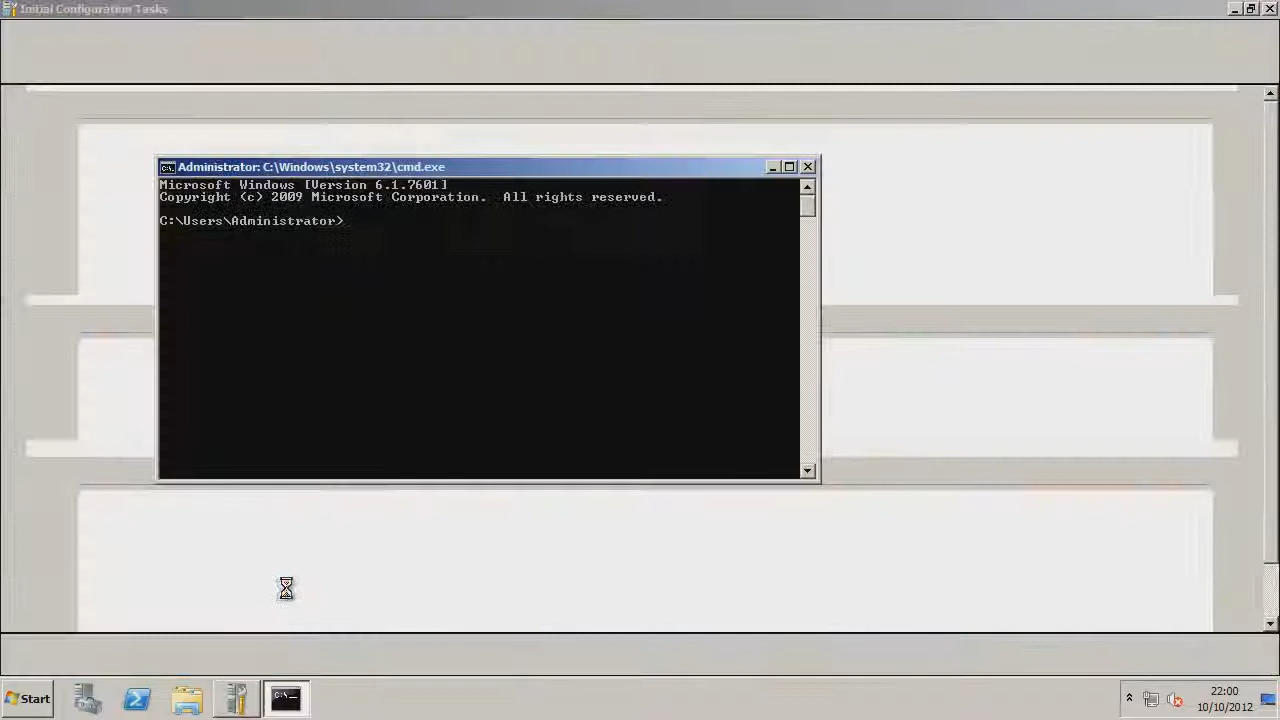 Initial Configuration Tasks
Administrator: C:\Windows\system32\cmd.exe
Microsoft Windows [Version 6.1.7601]
Copyright (c) 2009 Microsoft Corporation.  All rights reserved.
C:\Users\Administrator>
Start
22:00
10/10/2012